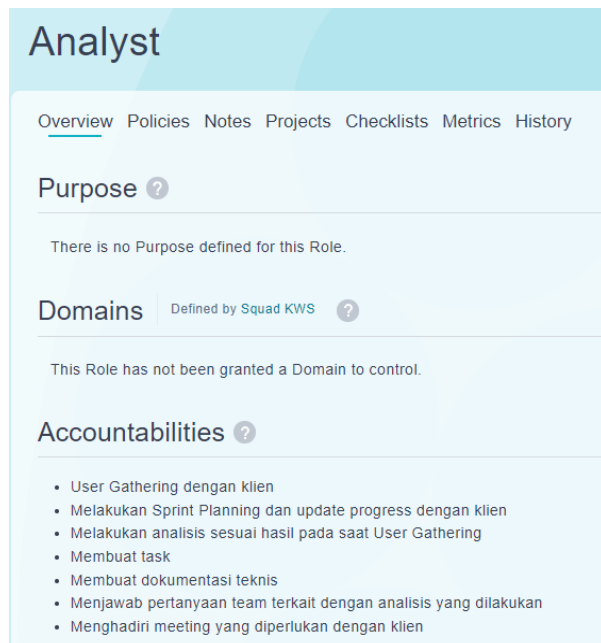 Analyst
Overview Policies Notes Projects Checklists Metrics History
Purpose ?
There is no Purpose defined for this Role.
Domains Defined by Squad KWS ?
This Role has not been granted a Domain to control.
Accountabilities ?
• User Gathering dengan klien
• Melakukan Sprint Planning dan update progress dengan klien
• Melakukan analisis sesuai hasil pada saat User Gathering
• Membuat task
• Membuat dokumentasi teknis
• Menjawab pertanyaan team terkait dengan analisis yang dilakukan
• Menghadiri meeting yang diperlukan dengan klien